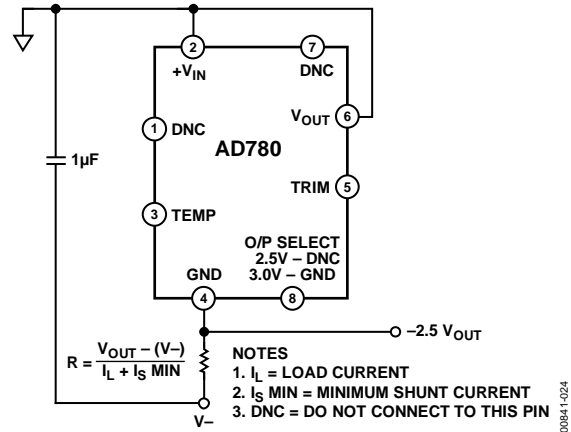 2
7
+VIN
DNC
VOUT
6
1
DNC
AD780
1µF
TRIM
5
3
TEMP
O/P SELECT
2.5V – DNC
3.0V – GND
GND
4
8
–2.5 VOUT
R = VOUT – (V–) / IL + IS MIN
NOTES
1. IL = LOAD CURRENT
2. IS MIN = MINIMUM SHUNT CURRENT
3. DNC = DO NOT CONNECT TO THIS PIN
V–
00841-024